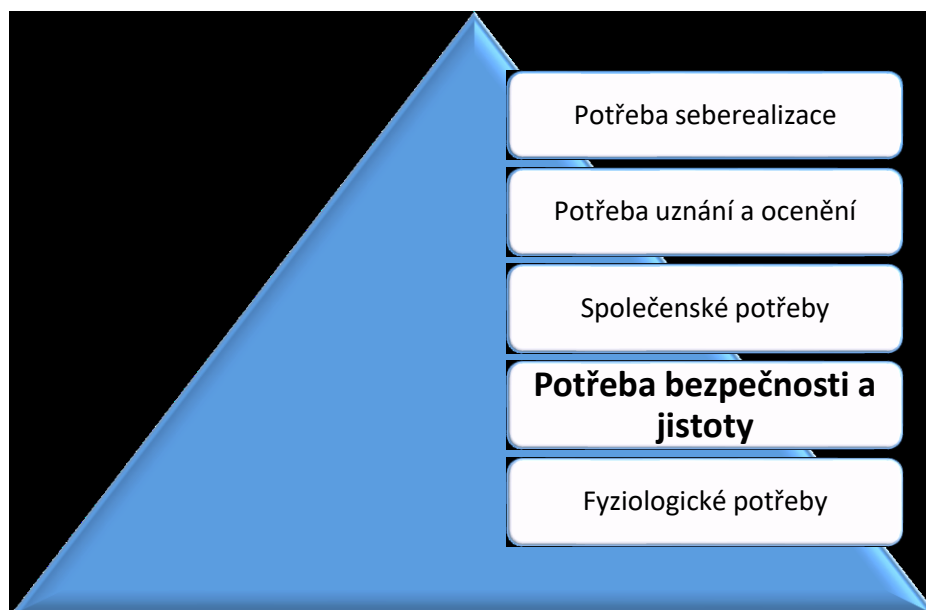 Potřeba seberealizace
Potřeba uznání a ocenění
Společenské potřeby
Potřeba bezpečnosti a
jistoty
Fyziologické potřeby